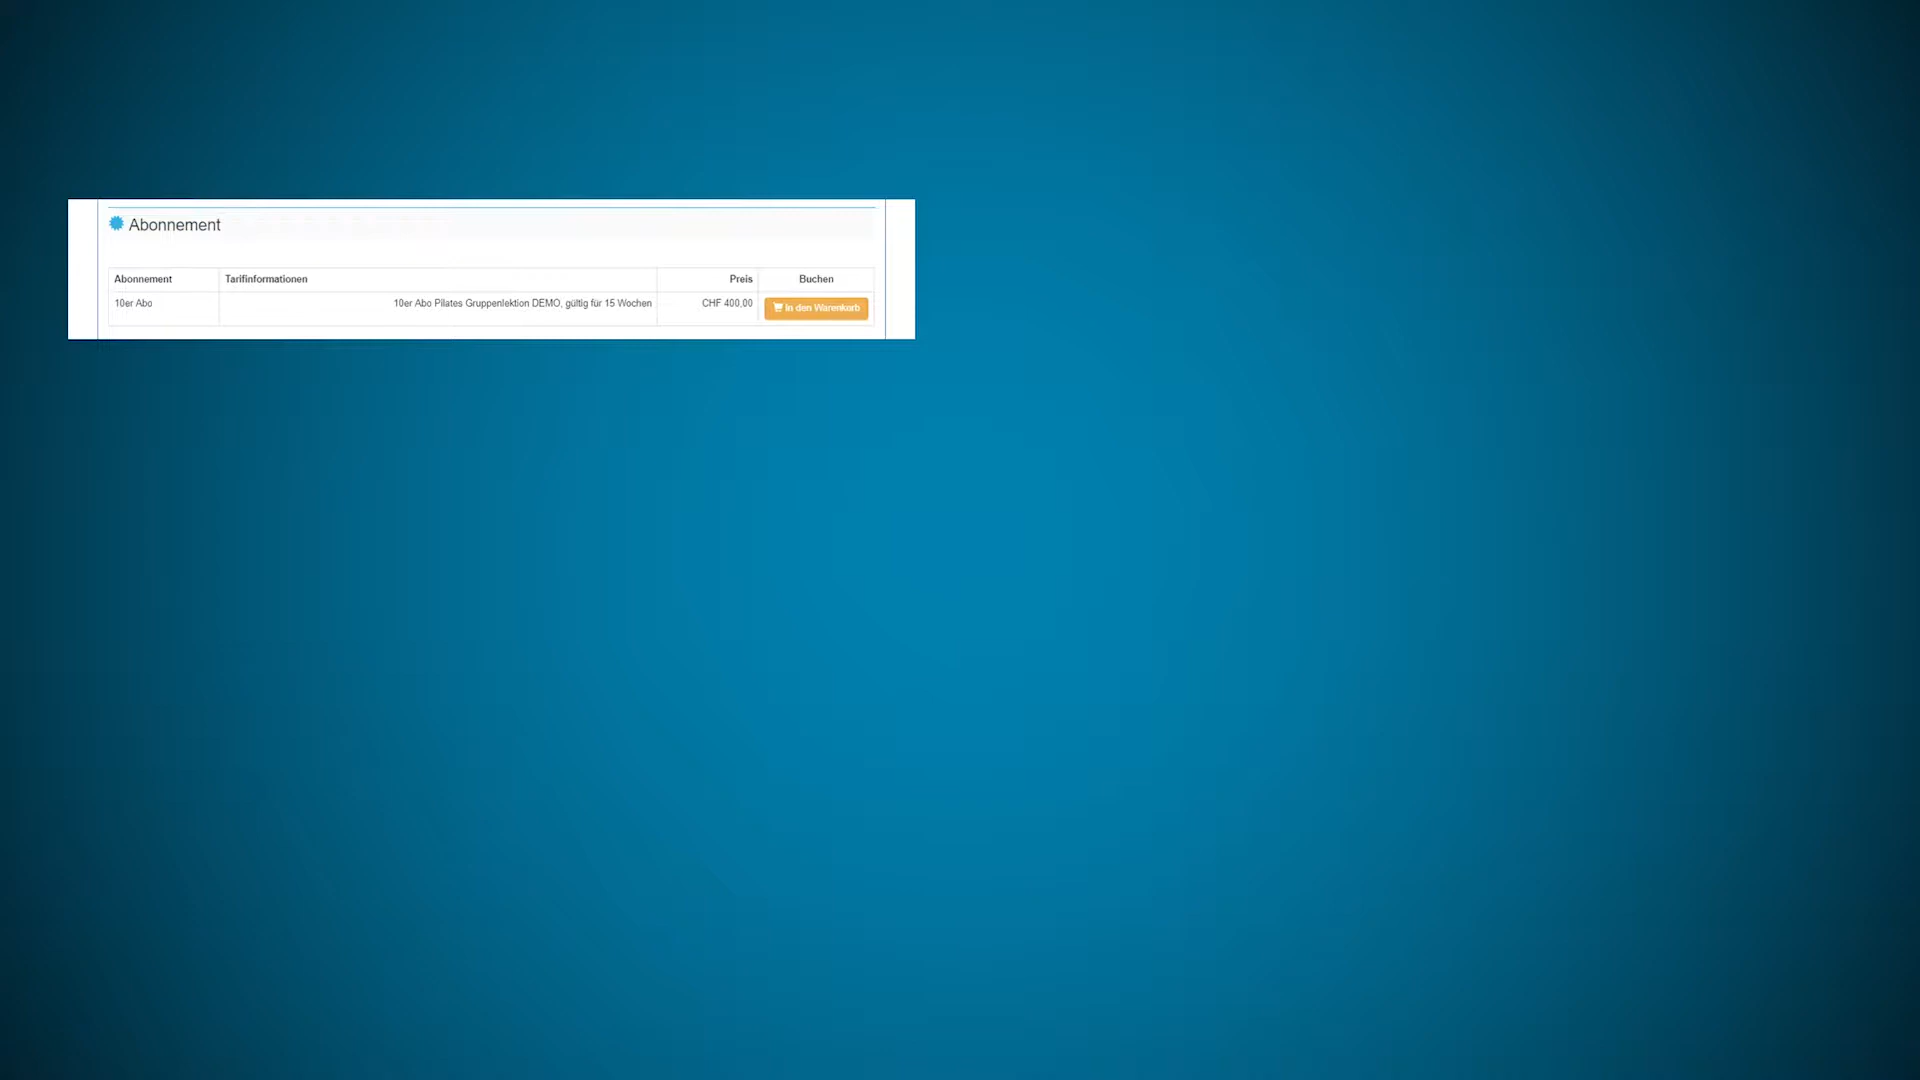 Abonnement
Abonnement Tarifinformationen Preis Buchen
10er Abo 10er Abo Pilates Gruppenlektion DEMO, gültig für 15 Wochen CHF 400,00 In den Warenkorb